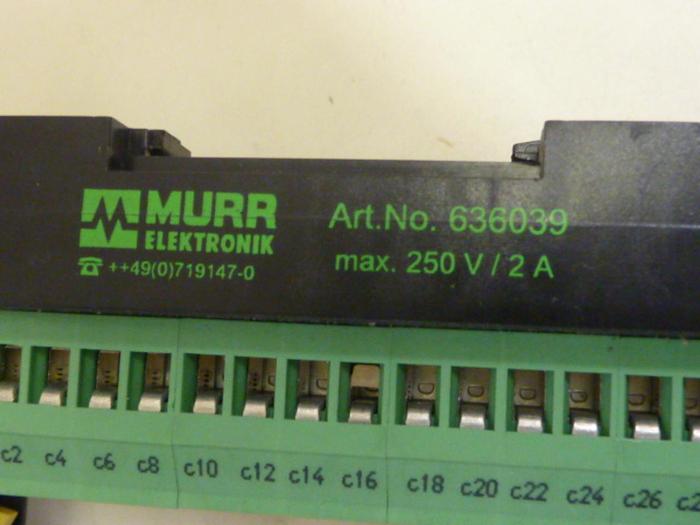 MURR
ELEKTRONIK
☎ ++49(0)719147-0
Art.No. 636039
max. 250 V / 2 A
c2 c4 c6 c8 c10 c12 c14 c16 c18 c20 c22 c24 c26